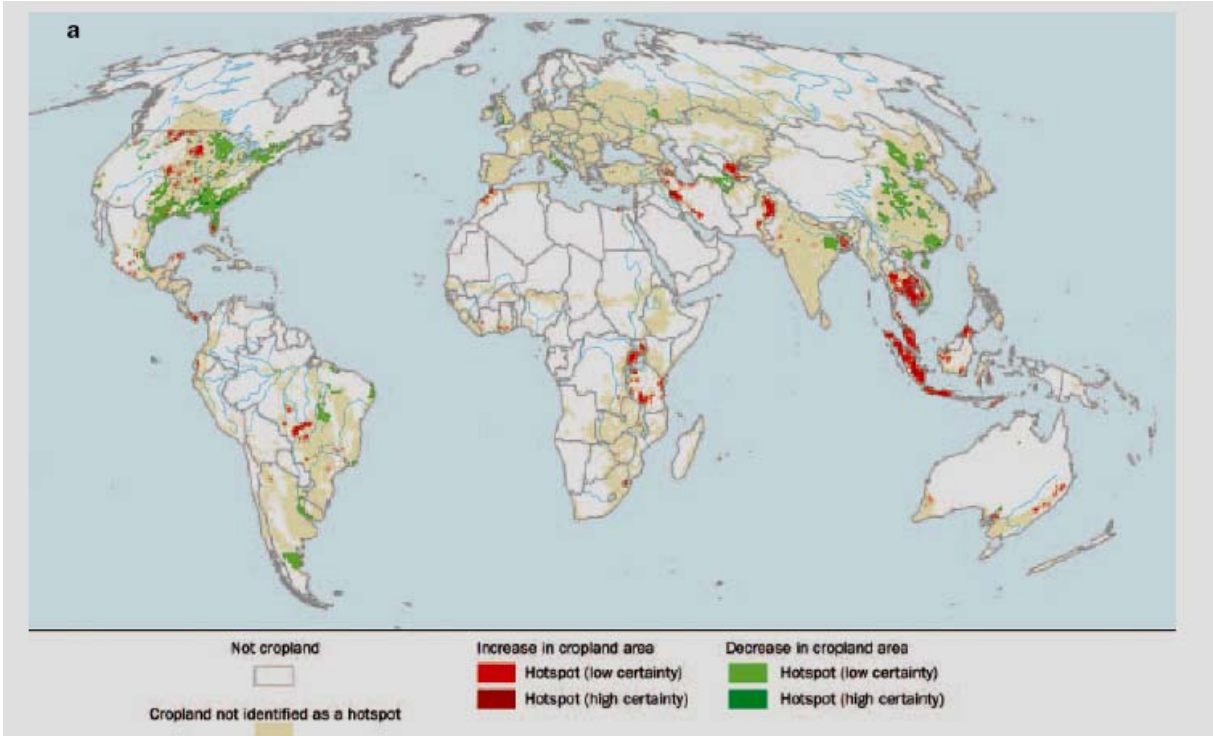 a
Not cropland
Cropland not identified as a hotspot
Increase in cropland area
Hotspot (low certainty)
Hotspot (high certainty)
Decrease in cropland area
Hotspot (low certainty)
Hotspot (high certainty)